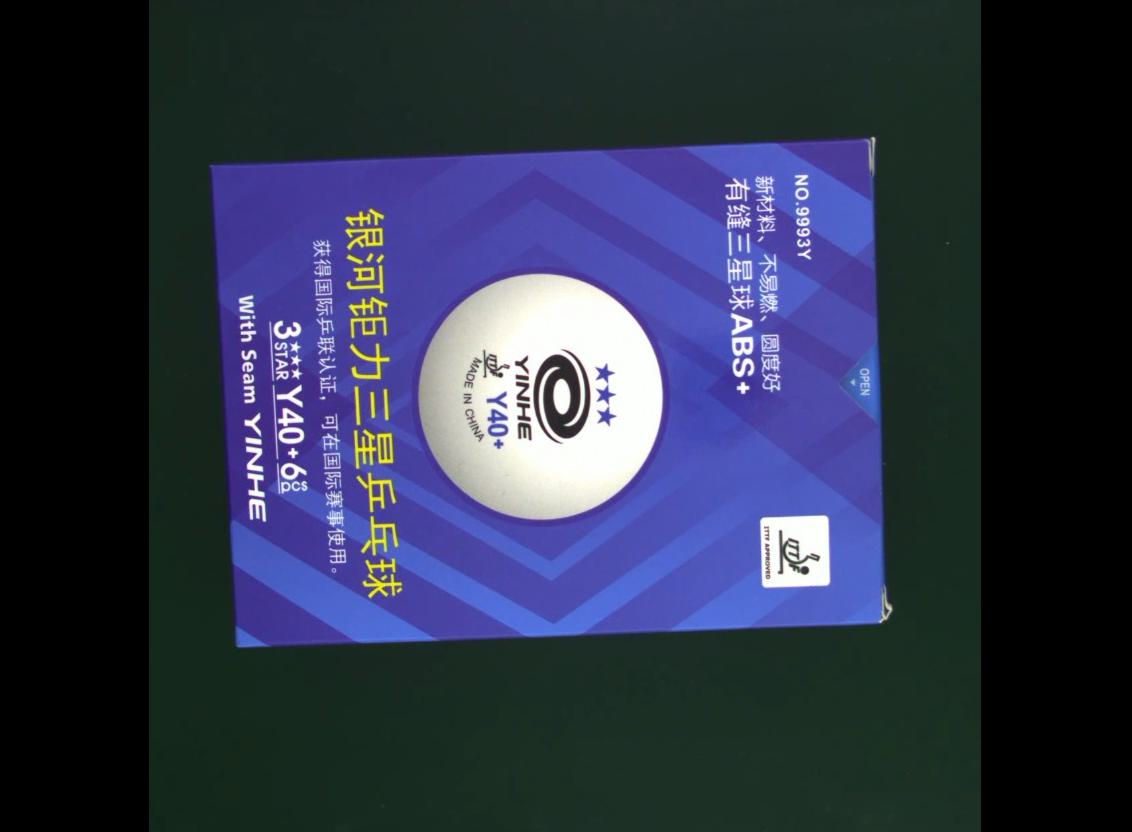 NO.9993Y
新材料、不易燃、圆度好
有缝三星球ABS+
OPEN
ITTF APPROVED
ITTF
★★★
YINHE
ITTF Y40+
MADE IN CHINA
银河钜力三星乒乓球
获得国际乒联认证，可在国际赛事使用。
3★★★ STAR Y40+ 6PCS
With Seam YINHE